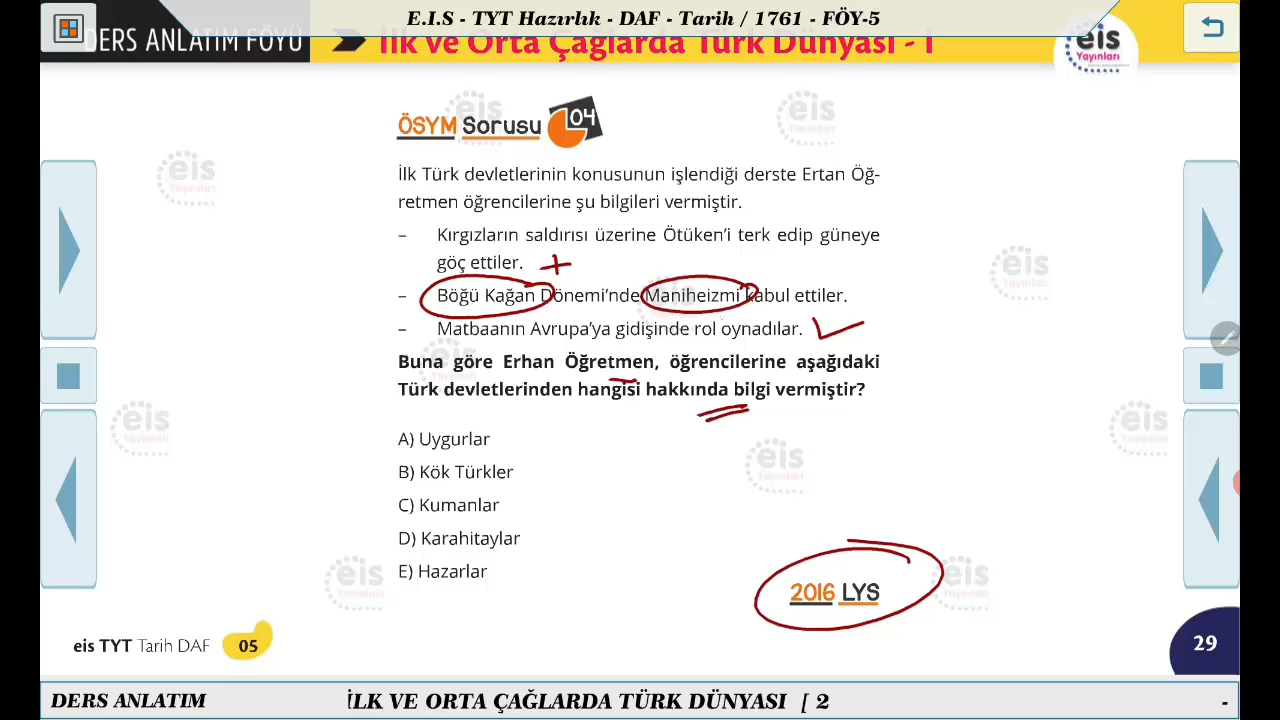 E.I.S - TYT Hazırlık - DAF - Tarih / 1761 - FÖY-5
DERS ANLATIM FÖYÜ
İlk ve Orta Çağlarda Türk Dünyası - I
eis
Yayınları
ÖSYM Sorusu 04
İlk Türk devletlerinin konusunun işlendiği derste Ertan Öğ-
retmen öğrencilerine şu bilgileri vermiştir.
– Kırgızların saldırısı üzerine Ötüken'i terk edip güneye
göç ettiler.
– Böğü Kağan Dönemi'nde Maniheizmi kabul ettiler.
– Matbaanın Avrupa'ya gidişinde rol oynadılar.
Buna göre Erhan Öğretmen, öğrencilerine aşağıdaki
Türk devletlerinden hangisi hakkında bilgi vermiştir?
A) Uygurlar
B) Kök Türkler
C) Kumanlar
D) Karahitaylar
E) Hazarlar
2016 LYS
eis TYT Tarih DAF 05
29
DERS ANLATIM İLK VE ORTA ÇAĞLARDA TÜRK DÜNYASI [ 2 -